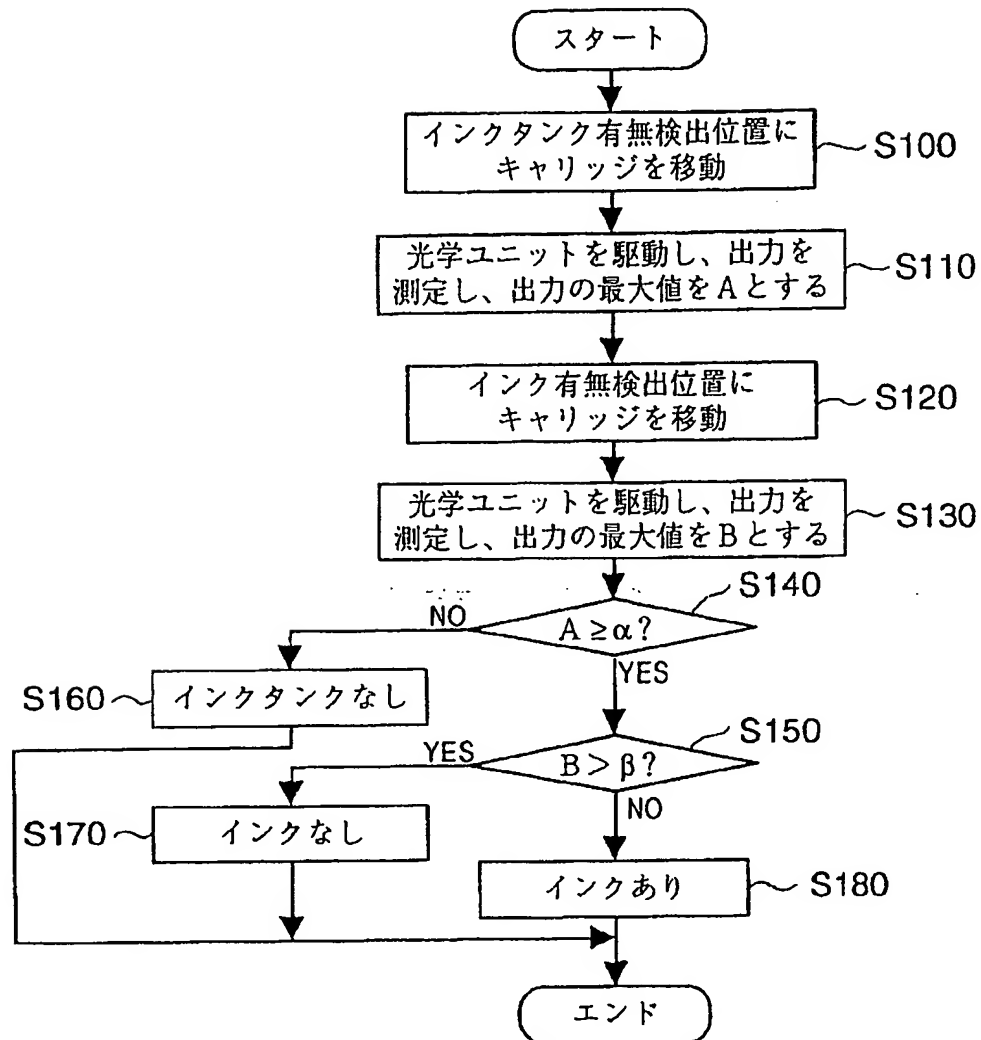 スタート
インクタンク有無検出位置に
キャリッジを移動
S100
光学ユニットを駆動し、出力を
測定し、出力の最大値をAとする
S110
インク有無検出位置に
キャリッジを移動
S120
光学ユニットを駆動し、出力を
測定し、出力の最大値をBとする
S130
S140
NO
A≥α?
YES
S160
インクタンクなし
S150
YES
B>β?
NO
S170
インクなし
インクあり
S180
エンド